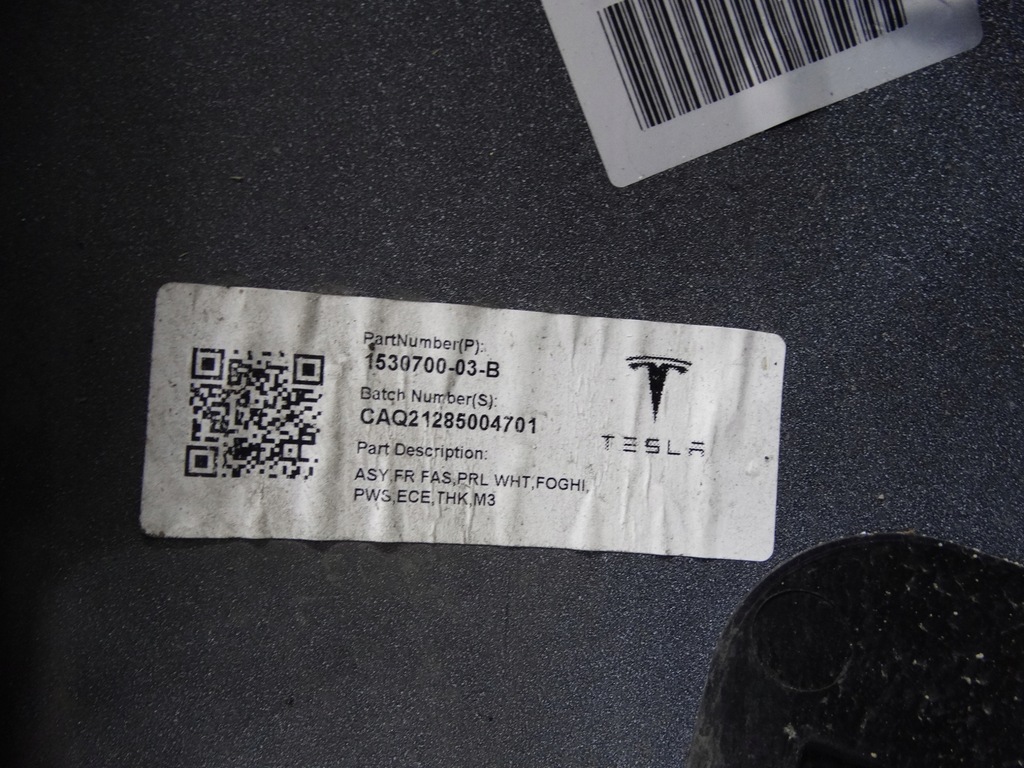 PartNumber(P):
1530700-03-B
Batch Number(S):
CAQ21285004701
Part Description:
ASY,FR FAS,PRL WHT,FOGHI,
PWS,ECE,THK,M3
TESLA